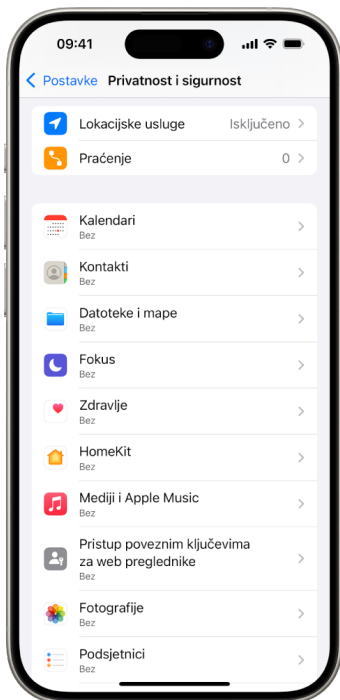 09:41
Postavke Privatnost i sigurnost
Lokacijske usluge Isključeno
Praćenje 0
Kalendari
Bez
Kontakti
Bez
Datoteke i mape
Bez
Fokus
Bez
Zdravlje
Bez
HomeKit
Bez
Mediji i Apple Music
Bez
Pristup poveznim ključevima
za web preglednike
Bez
Fotografije
Bez
Podsjetnici
Bez